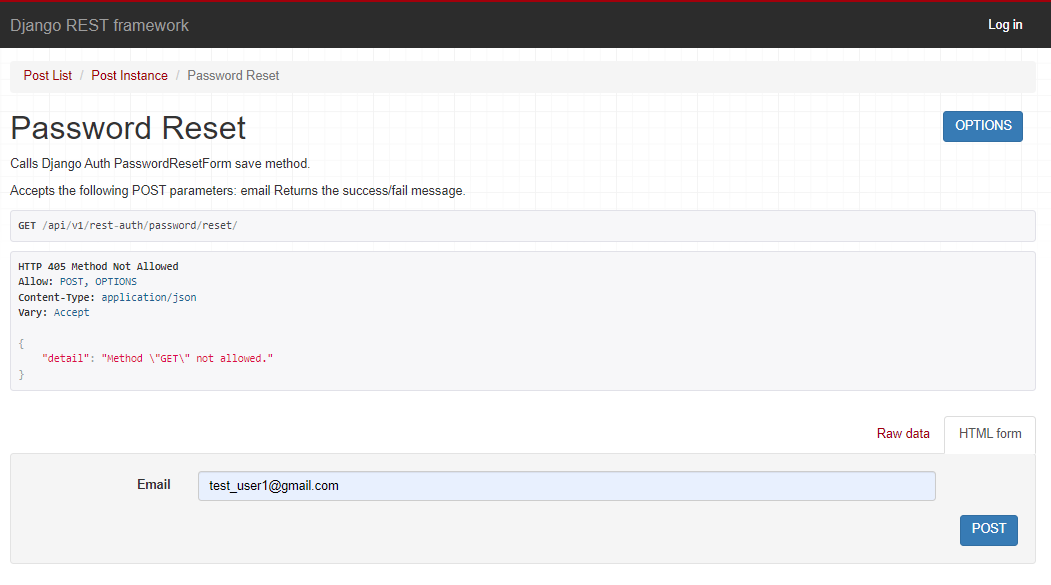 Django REST framework Log in
Post List / Post Instance / Password Reset
Password Reset OPTIONS
Calls Django Auth PasswordResetForm save method.
Accepts the following POST parameters: email Returns the success/fail message.
GET /api/v1/rest-auth/password/reset/
HTTP 405 Method Not Allowed
Allow: POST, OPTIONS
Content-Type: application/json
Vary: Accept
{
    "detail": "Method \"GET\" not allowed."
}
Raw data HTML form
Email test_user1@gmail.com
POST